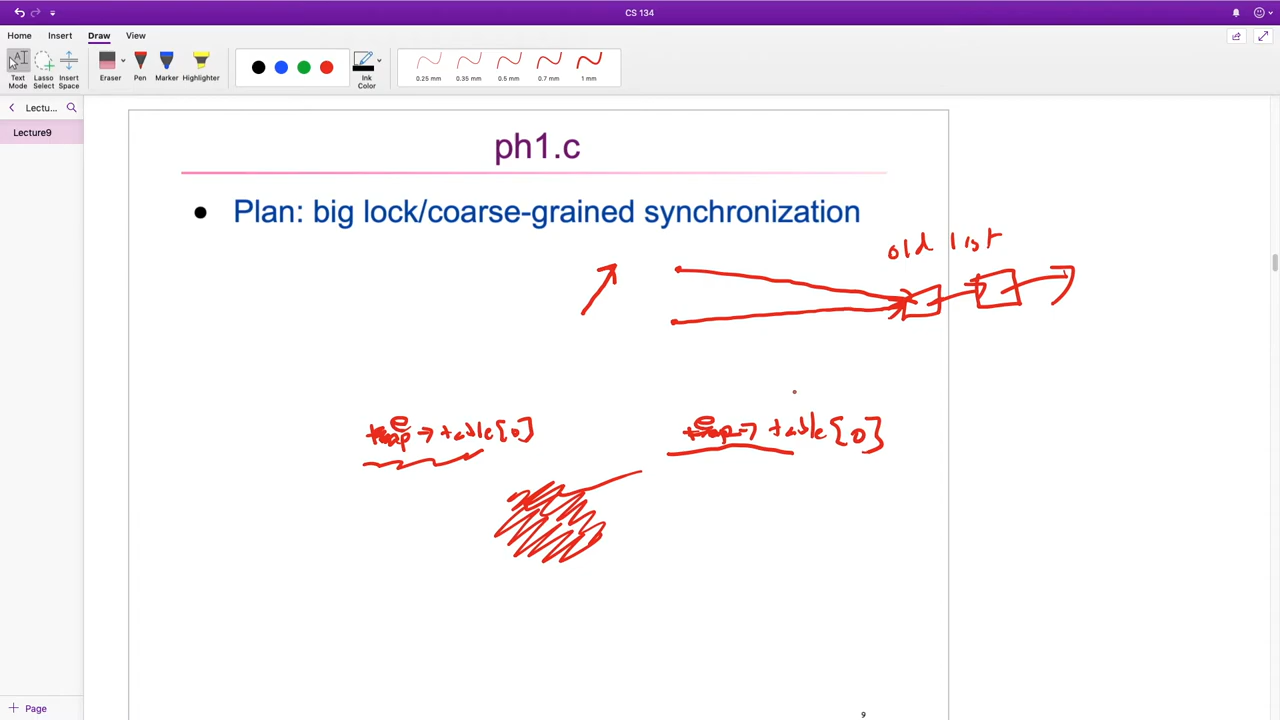 CS 134
Home Insert Draw View
Text Mode
Lasso Select
Insert Space
Eraser
Pen
Marker
Highlighter
Ink Color
0.25 mm
0.35 mm
0.5 mm
0.7 mm
1 mm
Lectu...
Lecture9
ph1.c
• Plan: big lock/coarse-grained synchronization
old list
e → table[0]
e → table[0]
+ Page
9